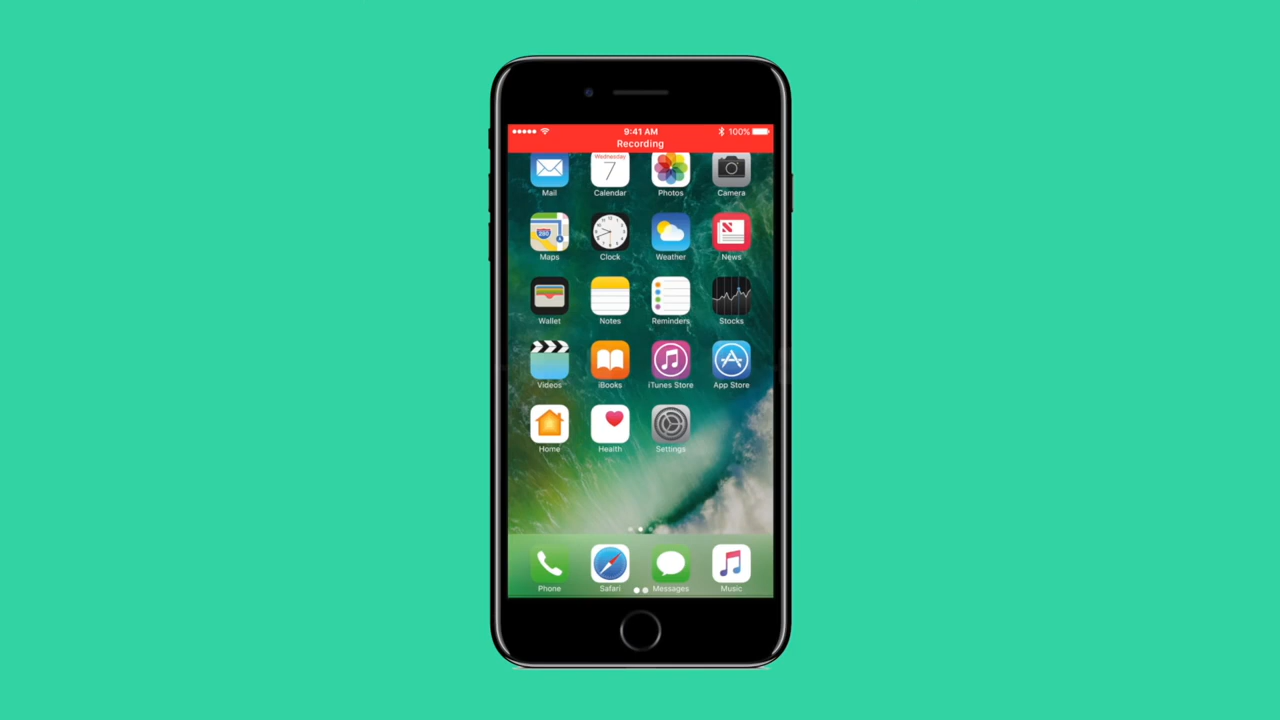 9:41 AM 100%
Recording
Wednesday
7
Mail Calendar Photos Camera
280
Maps Clock Weather News
Wallet Notes Reminders Stocks
Videos iBooks iTunes Store App Store
Home Health Settings
Phone Safari Messages Music